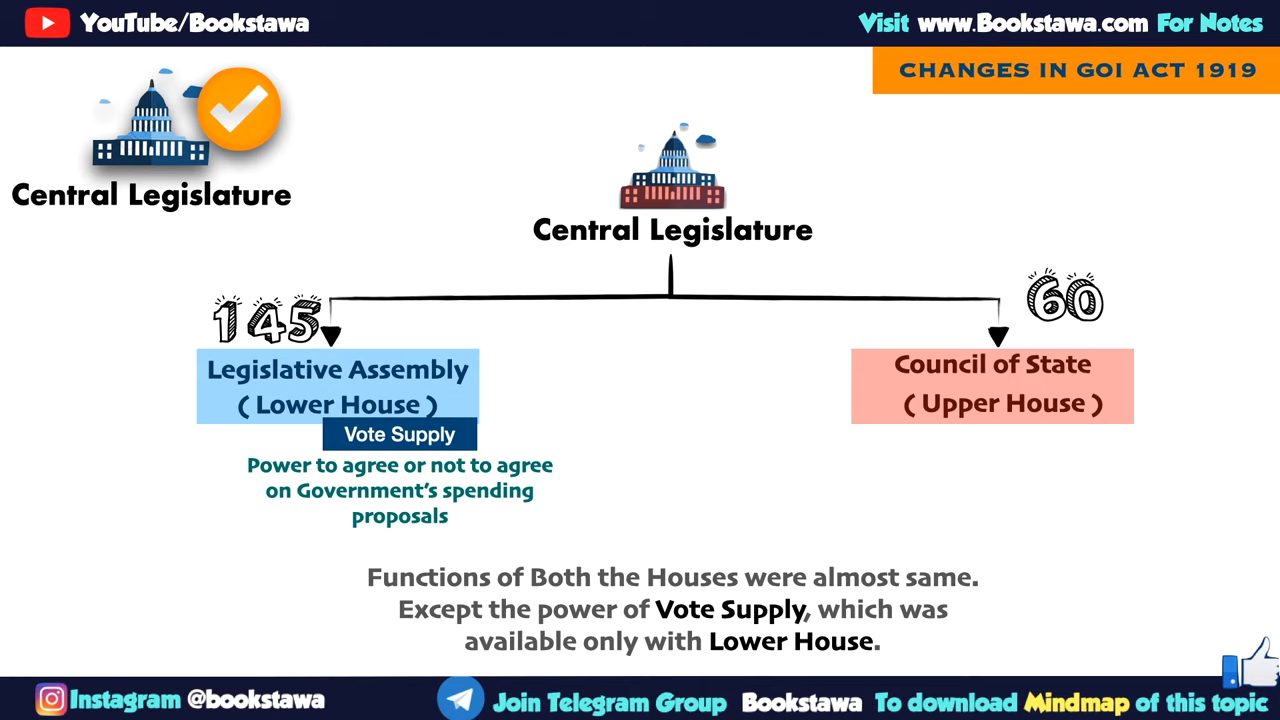 YouTube/Bookstawa
Visit www.Bookstawa.com For Notes
CHANGES IN GOI ACT 1919
Central Legislature
Central Legislature
145
60
Legislative Assembly
( Lower House )
Council of State
( Upper House )
Vote Supply
Power to agree or not to agree
on Government's spending
proposals
Functions of Both the Houses were almost same.
Except the power of Vote Supply, which was
available only with Lower House.
Instagram @bookstawa
Join Telegram Group Bookstawa To download Mindmap of this topic